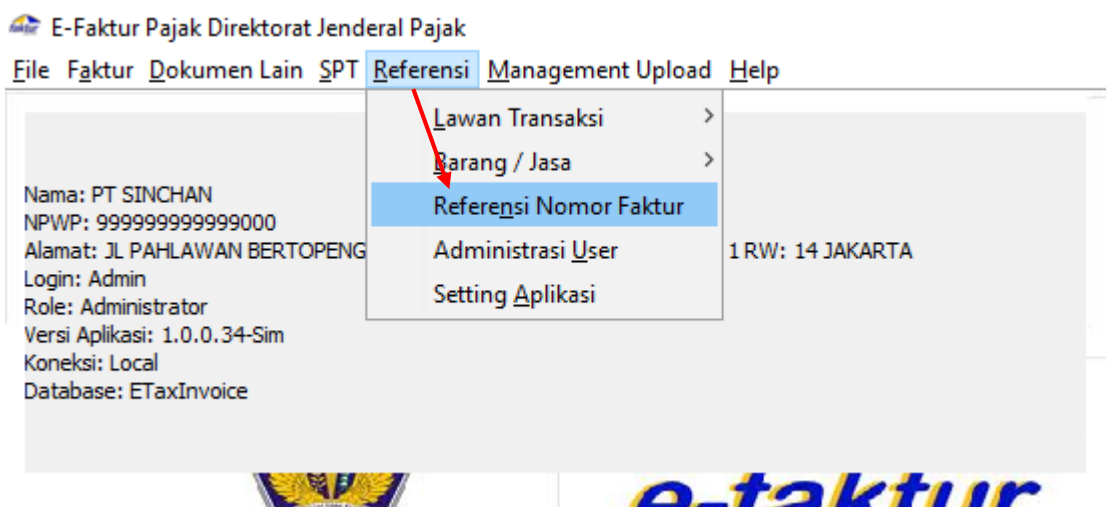 E-Faktur Pajak Direktorat Jenderal Pajak
File Faktur Dokumen Lain SPT Referensi Management Upload Help
Lawan Transaksi
Barang / Jasa
Referensi Nomor Faktur
Administrasi User
Setting Aplikasi
Nama: PT SINCHAN
NPWP: 999999999999000
Alamat: JL PAHLAWAN BERTOPENG 1 RW: 14 JAKARTA
Login: Admin
Role: Administrator
Versi Aplikasi: 1.0.0.34-Sim
Koneksi: Local
Database: ETaxInvoice
e-faktur